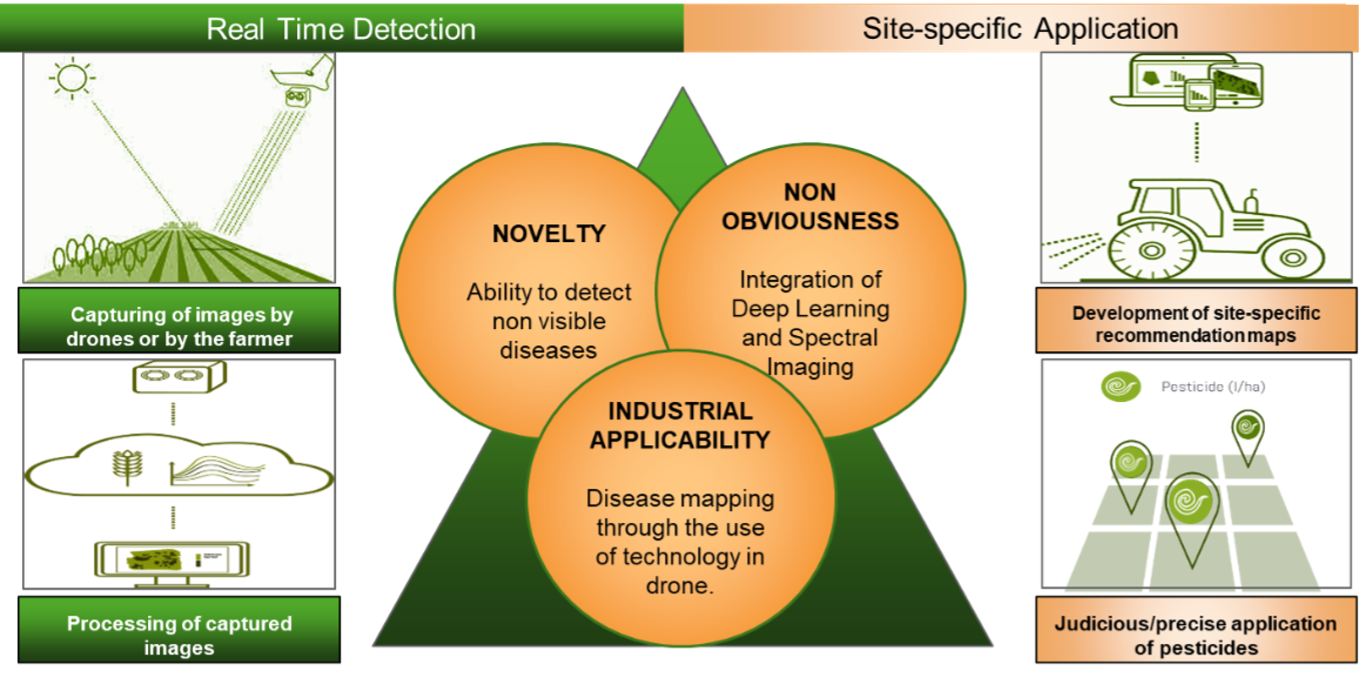 Real Time Detection
Site-specific Application
Capturing of images by
drones or by the farmer
Processing of captured
images
NOVELTY
Ability to detect
non visible
diseases
NON
OBVIOUSNESS
Integration of
Deep Learning
and Spectral
Imaging
INDUSTRIAL
APPLICABILITY
Disease mapping
through the use
of technology in
drone.
Development of site-specific
recommendation maps
Pesticide (l/ha)
Judicious/precise application
of pesticides